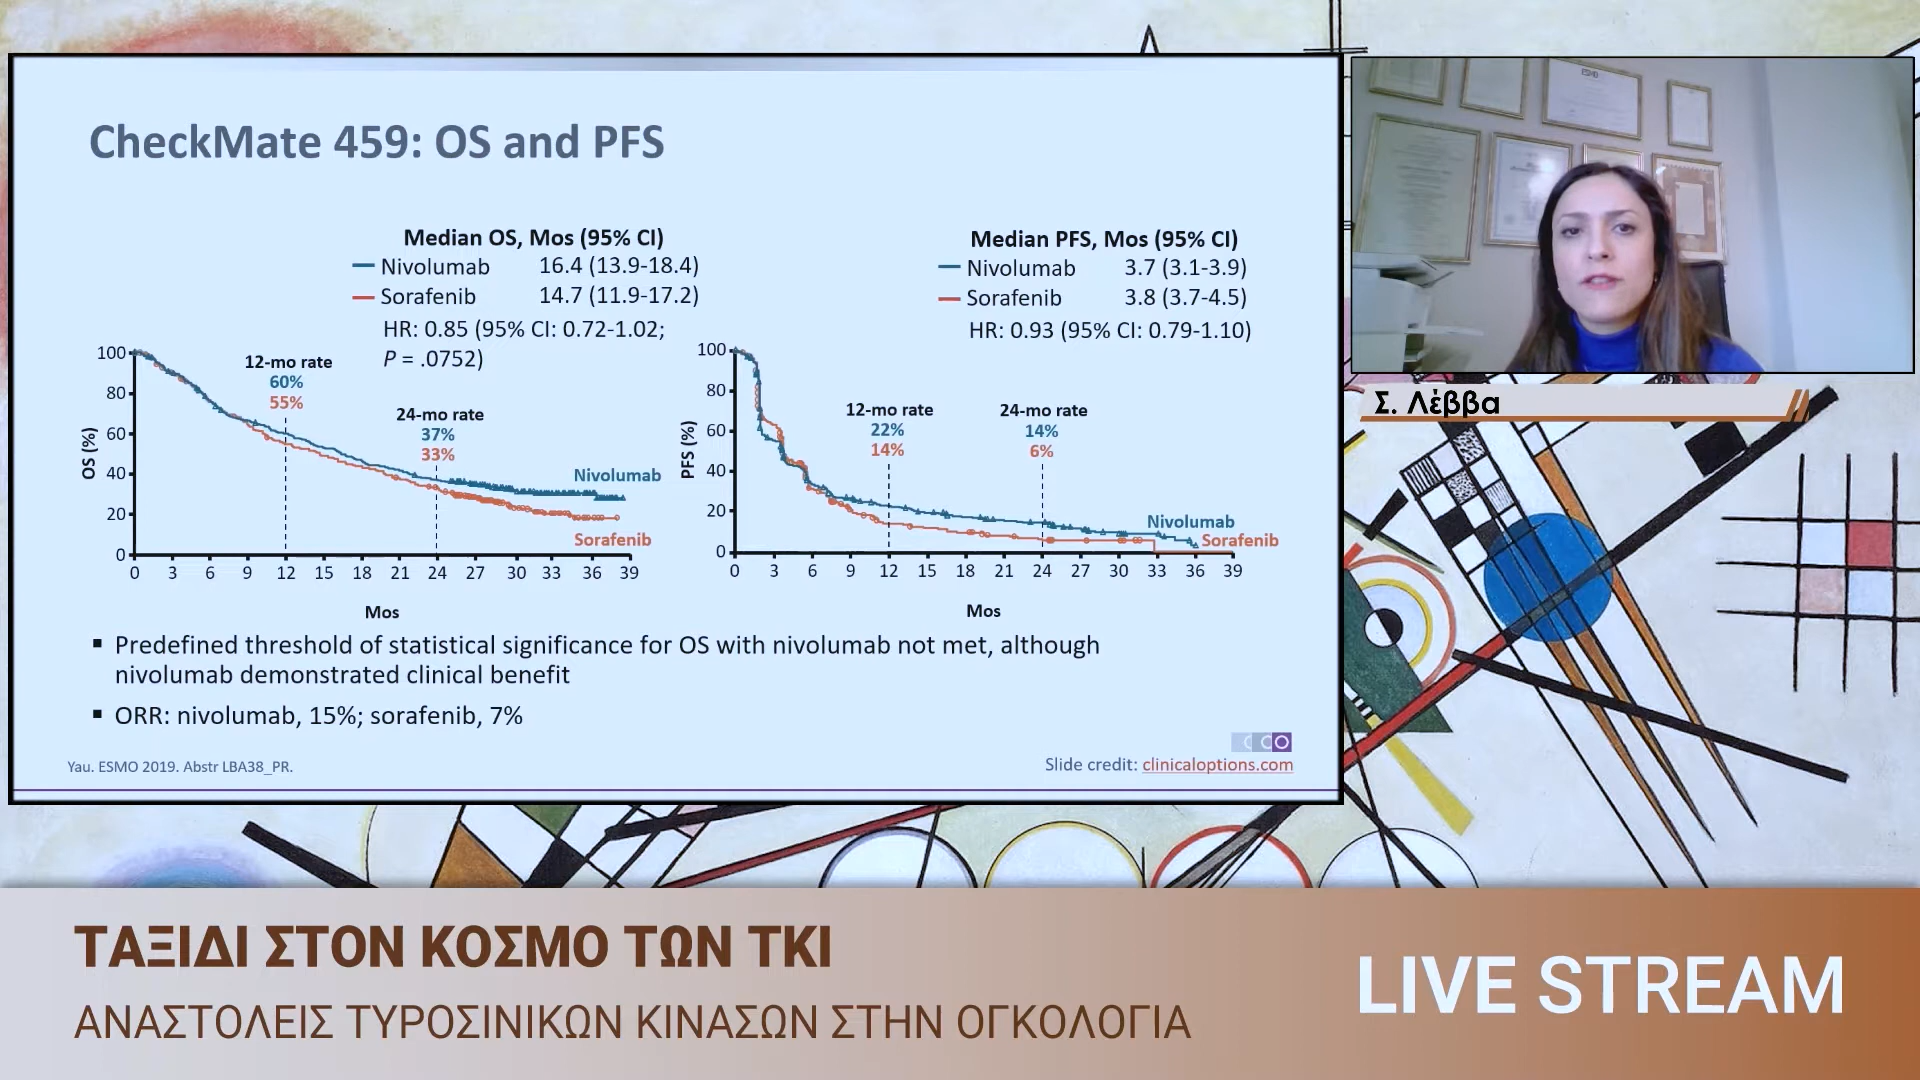 CheckMate 459: OS and PFS
Median OS, Mos (95% CI)
Nivolumab 16.4 (13.9-18.4)
Sorafenib 14.7 (11.9-17.2)
HR: 0.85 (95% CI: 0.72-1.02;
P = .0752)
OS (%)
100
80
60
40
20
0
12-mo rate
60%
55%
24-mo rate
37%
33%
Nivolumab
Sorafenib
0 3 6 9 12 15 18 21 24 27 30 33 36 39
Mos
Median PFS, Mos (95% CI)
Nivolumab 3.7 (3.1-3.9)
Sorafenib 3.8 (3.7-4.5)
HR: 0.93 (95% CI: 0.79-1.10)
PFS (%)
100
80
60
40
20
0
12-mo rate
22%
14%
24-mo rate
14%
6%
Nivolumab
Sorafenib
0 3 6 9 12 15 18 21 24 27 30 33 36 39
Mos
▪ Predefined threshold of statistical significance for OS with nivolumab not met, although
nivolumab demonstrated clinical benefit
▪ ORR: nivolumab, 15%; sorafenib, 7%
Yau. ESMO 2019. Abstr LBA38_PR.
CCO
Slide credit: clinicaloptions.com
ESMO
Σ. Λέββα
ΤΑΞΙΔΙ ΣΤΟΝ ΚΟΣΜΟ ΤΩΝ ΤΚΙ
ΑΝΑΣΤΟΛΕΙΣ ΤΥΡΟΣΙΝΙΚΩΝ ΚΙΝΑΣΩΝ ΣΤΗΝ ΟΓΚΟΛΟΓΙΑ
LIVE STREAM